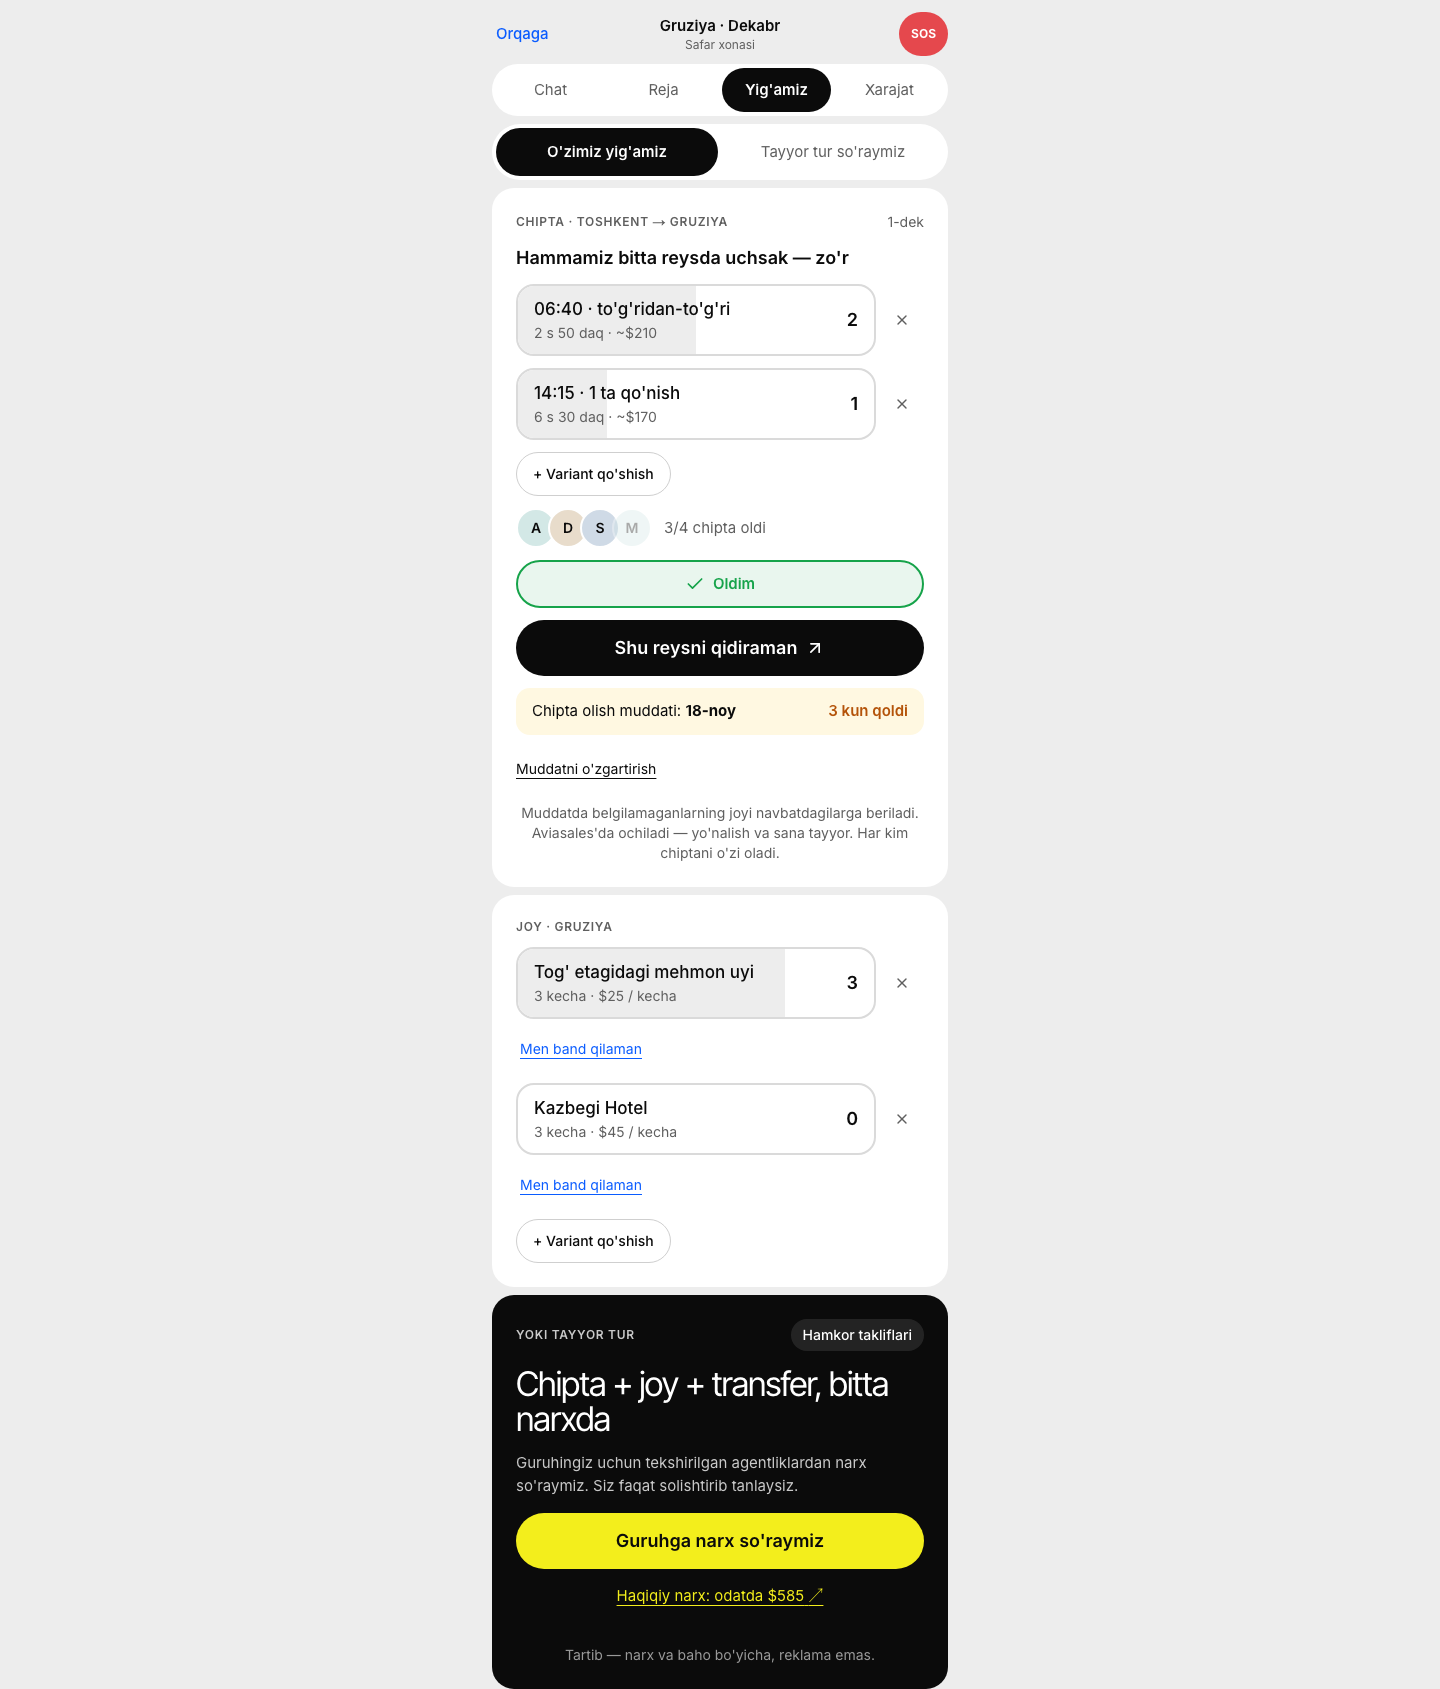 Orqaga
Gruziya · Dekabr
Safar xonasi
SOS
Chat
Reja
Yig'amiz
Xarajat
O'zimiz yig'amiz
Tayyor tur so'raymiz
CHIPTA · TOSHKENT → GRUZIYA
1-dek
Hammamiz bitta reysda uchsak — zo'r
06:40 · to'g'ridan-to'g'ri
2 s 50 daq · ~$210
2
×
14:15 · 1 ta qo'nish
6 s 30 daq · ~$170
1
×
+ Variant qo'shish
A
D
S
M
3/4 chipta oldi
✓ Oldim
Shu reysni qidiraman ↗
Chipta olish muddati: 18-noy
3 kun qoldi
Muddatni o'zgartirish
Muddatda belgilamaganlarning joyi navbatdagilarga beriladi.
Aviasales'da ochiladi — yo'nalish va sana tayyor. Har kim
chiptani o'zi oladi.
JOY · GRUZIYA
Tog' etagidagi mehmon uyi
3 kecha · $25 / kecha
3
×
Men band qilaman
Kazbegi Hotel
3 kecha · $45 / kecha
0
×
Men band qilaman
+ Variant qo'shish
YOKI TAYYOR TUR
Hamkor takliflari
Chipta + joy + transfer, bitta
narxda
Guruhingiz uchun tekshirilgan agentliklardan narx
so'raymiz. Siz faqat solishtirib tanlaysiz.
Guruhga narx so'raymiz
Haqiqiy narx: odatda $585 ↗
Tartib — narx va baho bo'yicha, reklama emas.